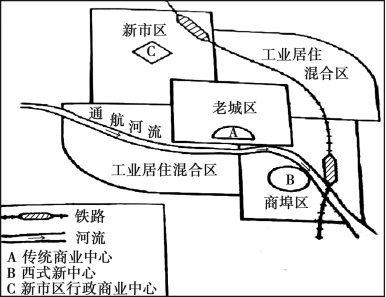 新市区
C
工业居住
混合区
通航河流
老城区
A
工业居住混合区
B
商埠区
铁路
河流
A 传统商业中心
B 西式新中心
C 新市区行政商业中心